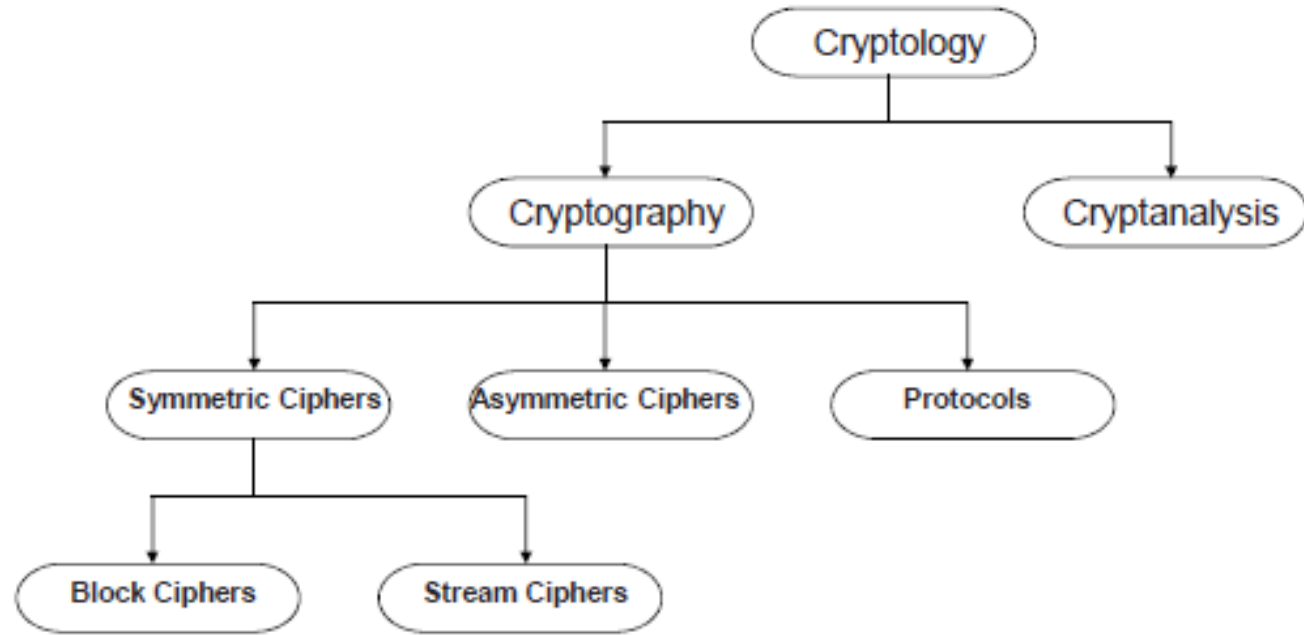 Cryptology
Cryptography
Cryptanalysis
Symmetric Ciphers
Asymmetric Ciphers
Protocols
Block Ciphers
Stream Ciphers